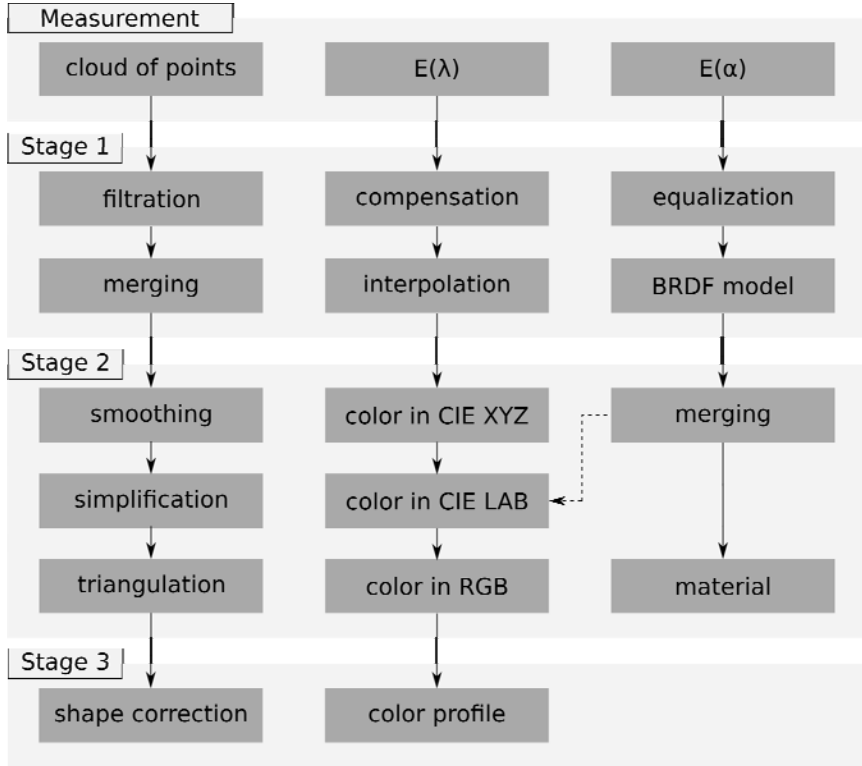 Measurement
cloud of points
E(λ)
E(α)
Stage 1
filtration
compensation
equalization
merging
interpolation
BRDF model
Stage 2
smoothing
color in CIE XYZ
merging
simplification
color in CIE LAB
triangulation
color in RGB
material
Stage 3
shape correction
color profile